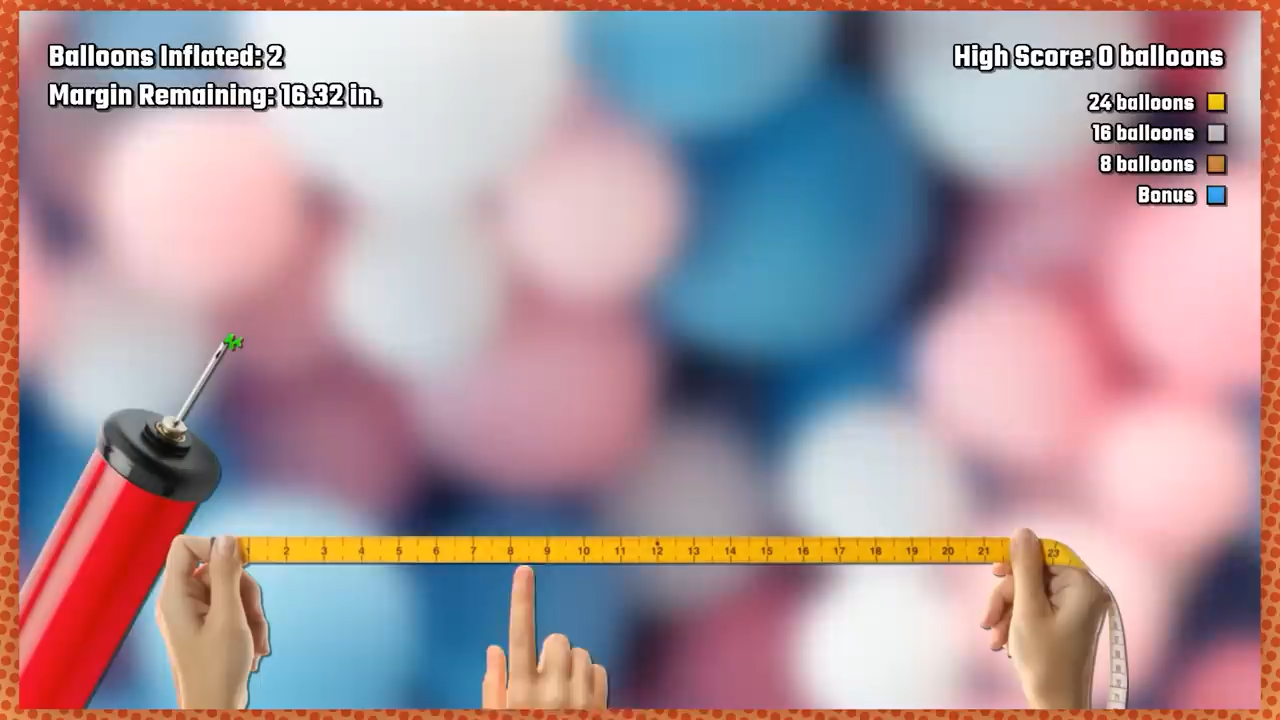 Balloons Inflated: 2
Margin Remaining: 16.32 in.
High Score: 0 balloons
24 balloons
16 balloons
8 balloons
Bonus
1 2 3 4 5 6 7 8 9 10 11 12 13 14 15 16 17 18 19 20 21 23